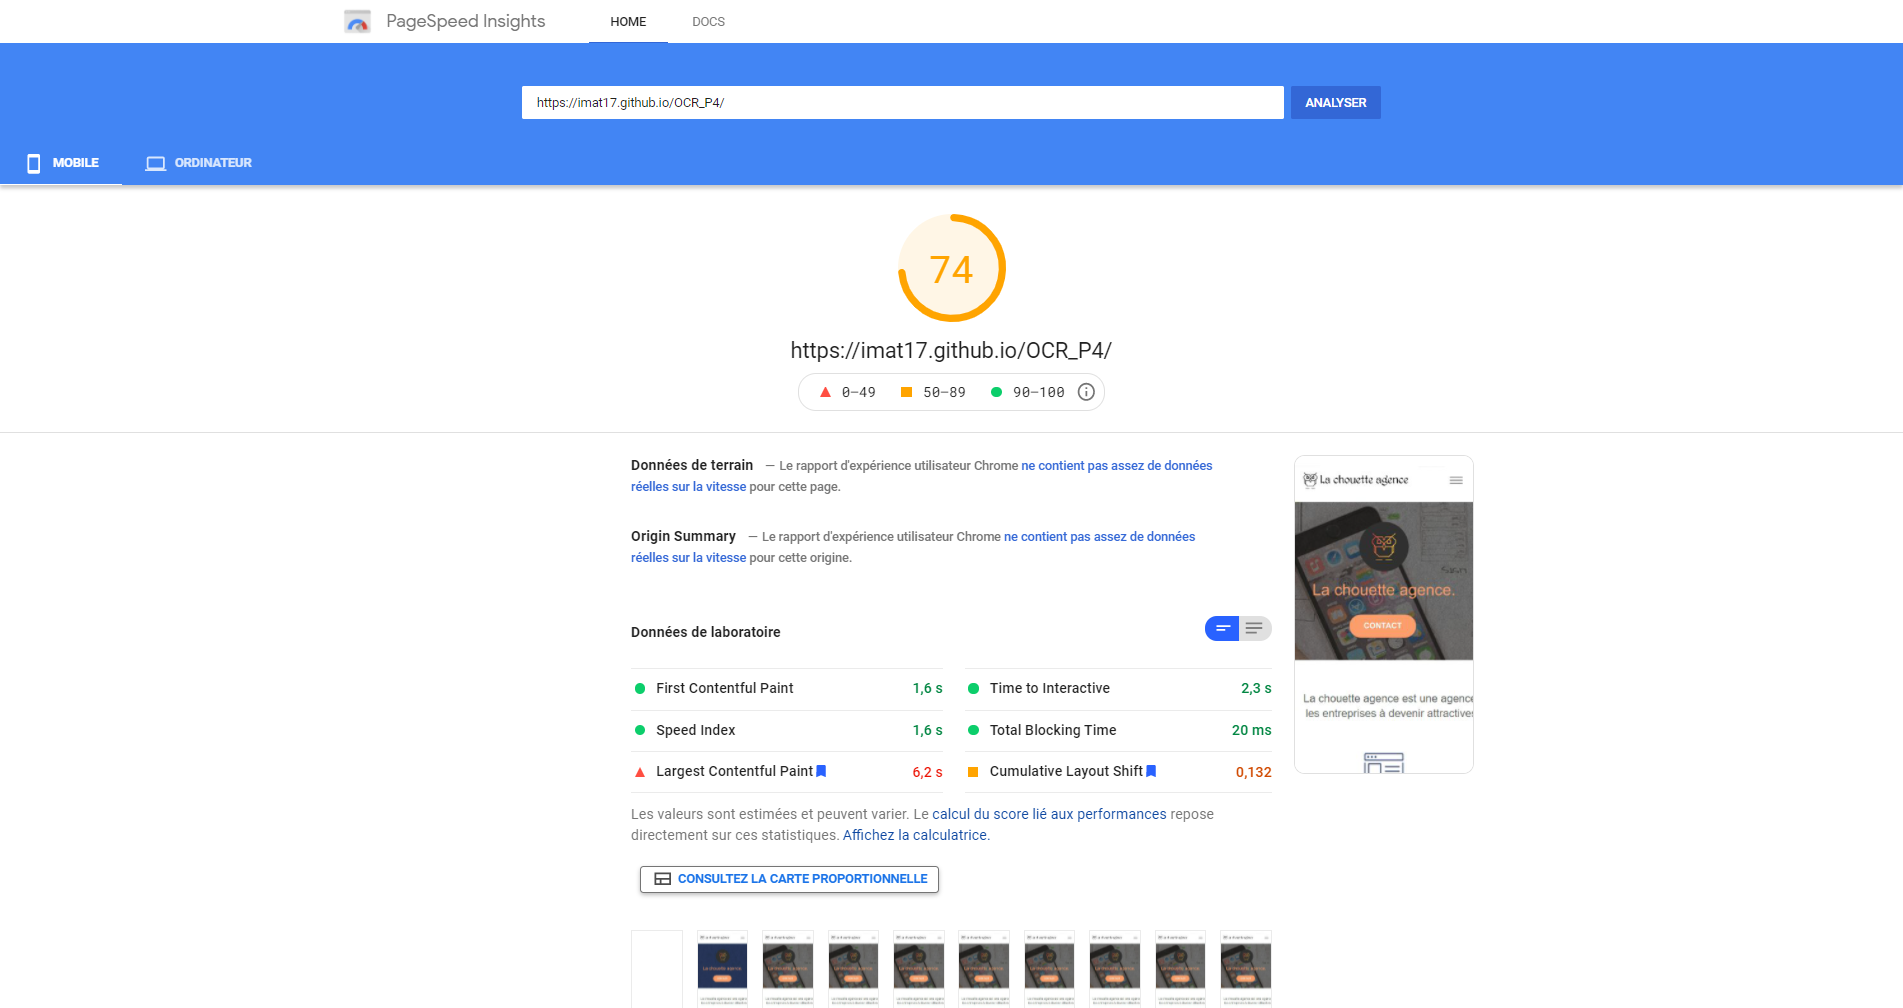 PageSpeed Insights
HOME
DOCS
https://imat17.github.io/OCR_P4/
ANALYSER
MOBILE
ORDINATEUR
74
https://imat17.github.io/OCR_P4/
0–49
50–89
90–100
Données de terrain — Le rapport d'expérience utilisateur Chrome ne contient pas assez de données
réelles sur la vitesse pour cette page.
Origin Summary — Le rapport d'expérience utilisateur Chrome ne contient pas assez de données
réelles sur la vitesse pour cette origine.
La chouette agence
La chouette agence.
CONTACT
La chouette agence est une agence
les entreprises à devenir attractives
Données de laboratoire
First Contentful Paint 1,6 s
Time to Interactive 2,3 s
Speed Index 1,6 s
Total Blocking Time 20 ms
Largest Contentful Paint 6,2 s
Cumulative Layout Shift 0,132
Les valeurs sont estimées et peuvent varier. Le calcul du score lié aux performances repose
directement sur ces statistiques. Affichez la calculatrice.
CONSULTEZ LA CARTE PROPORTIONNELLE